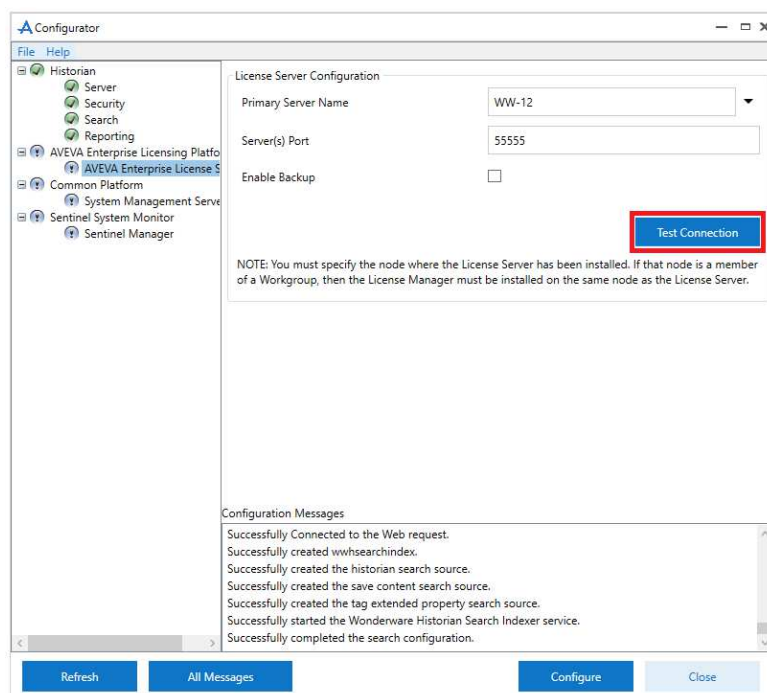 Configurator
File Help
Historian
Server
Security
Search
Reporting
AVEVA Enterprise Licensing Platfo
AVEVA Enterprise License S
Common Platform
System Management Serve
Sentinel System Monitor
Sentinel Manager
License Server Configuration
Primary Server Name
WW-12
Server(s) Port
55555
Enable Backup
Test Connection
NOTE: You must specify the node where the License Server has been installed. If that node is a member
of a Workgroup, then the License Manager must be installed on the same node as the License Server.
Configuration Messages
Successfully Connected to the Web request.
Successfully created wwhsearchindex.
Successfully created the historian search source.
Successfully created the save content search source.
Successfully created the tag extended property search source.
Successfully started the Wonderware Historian Search Indexer service.
Successfully completed the search configuration.
Refresh
All Messages
Configure
Close